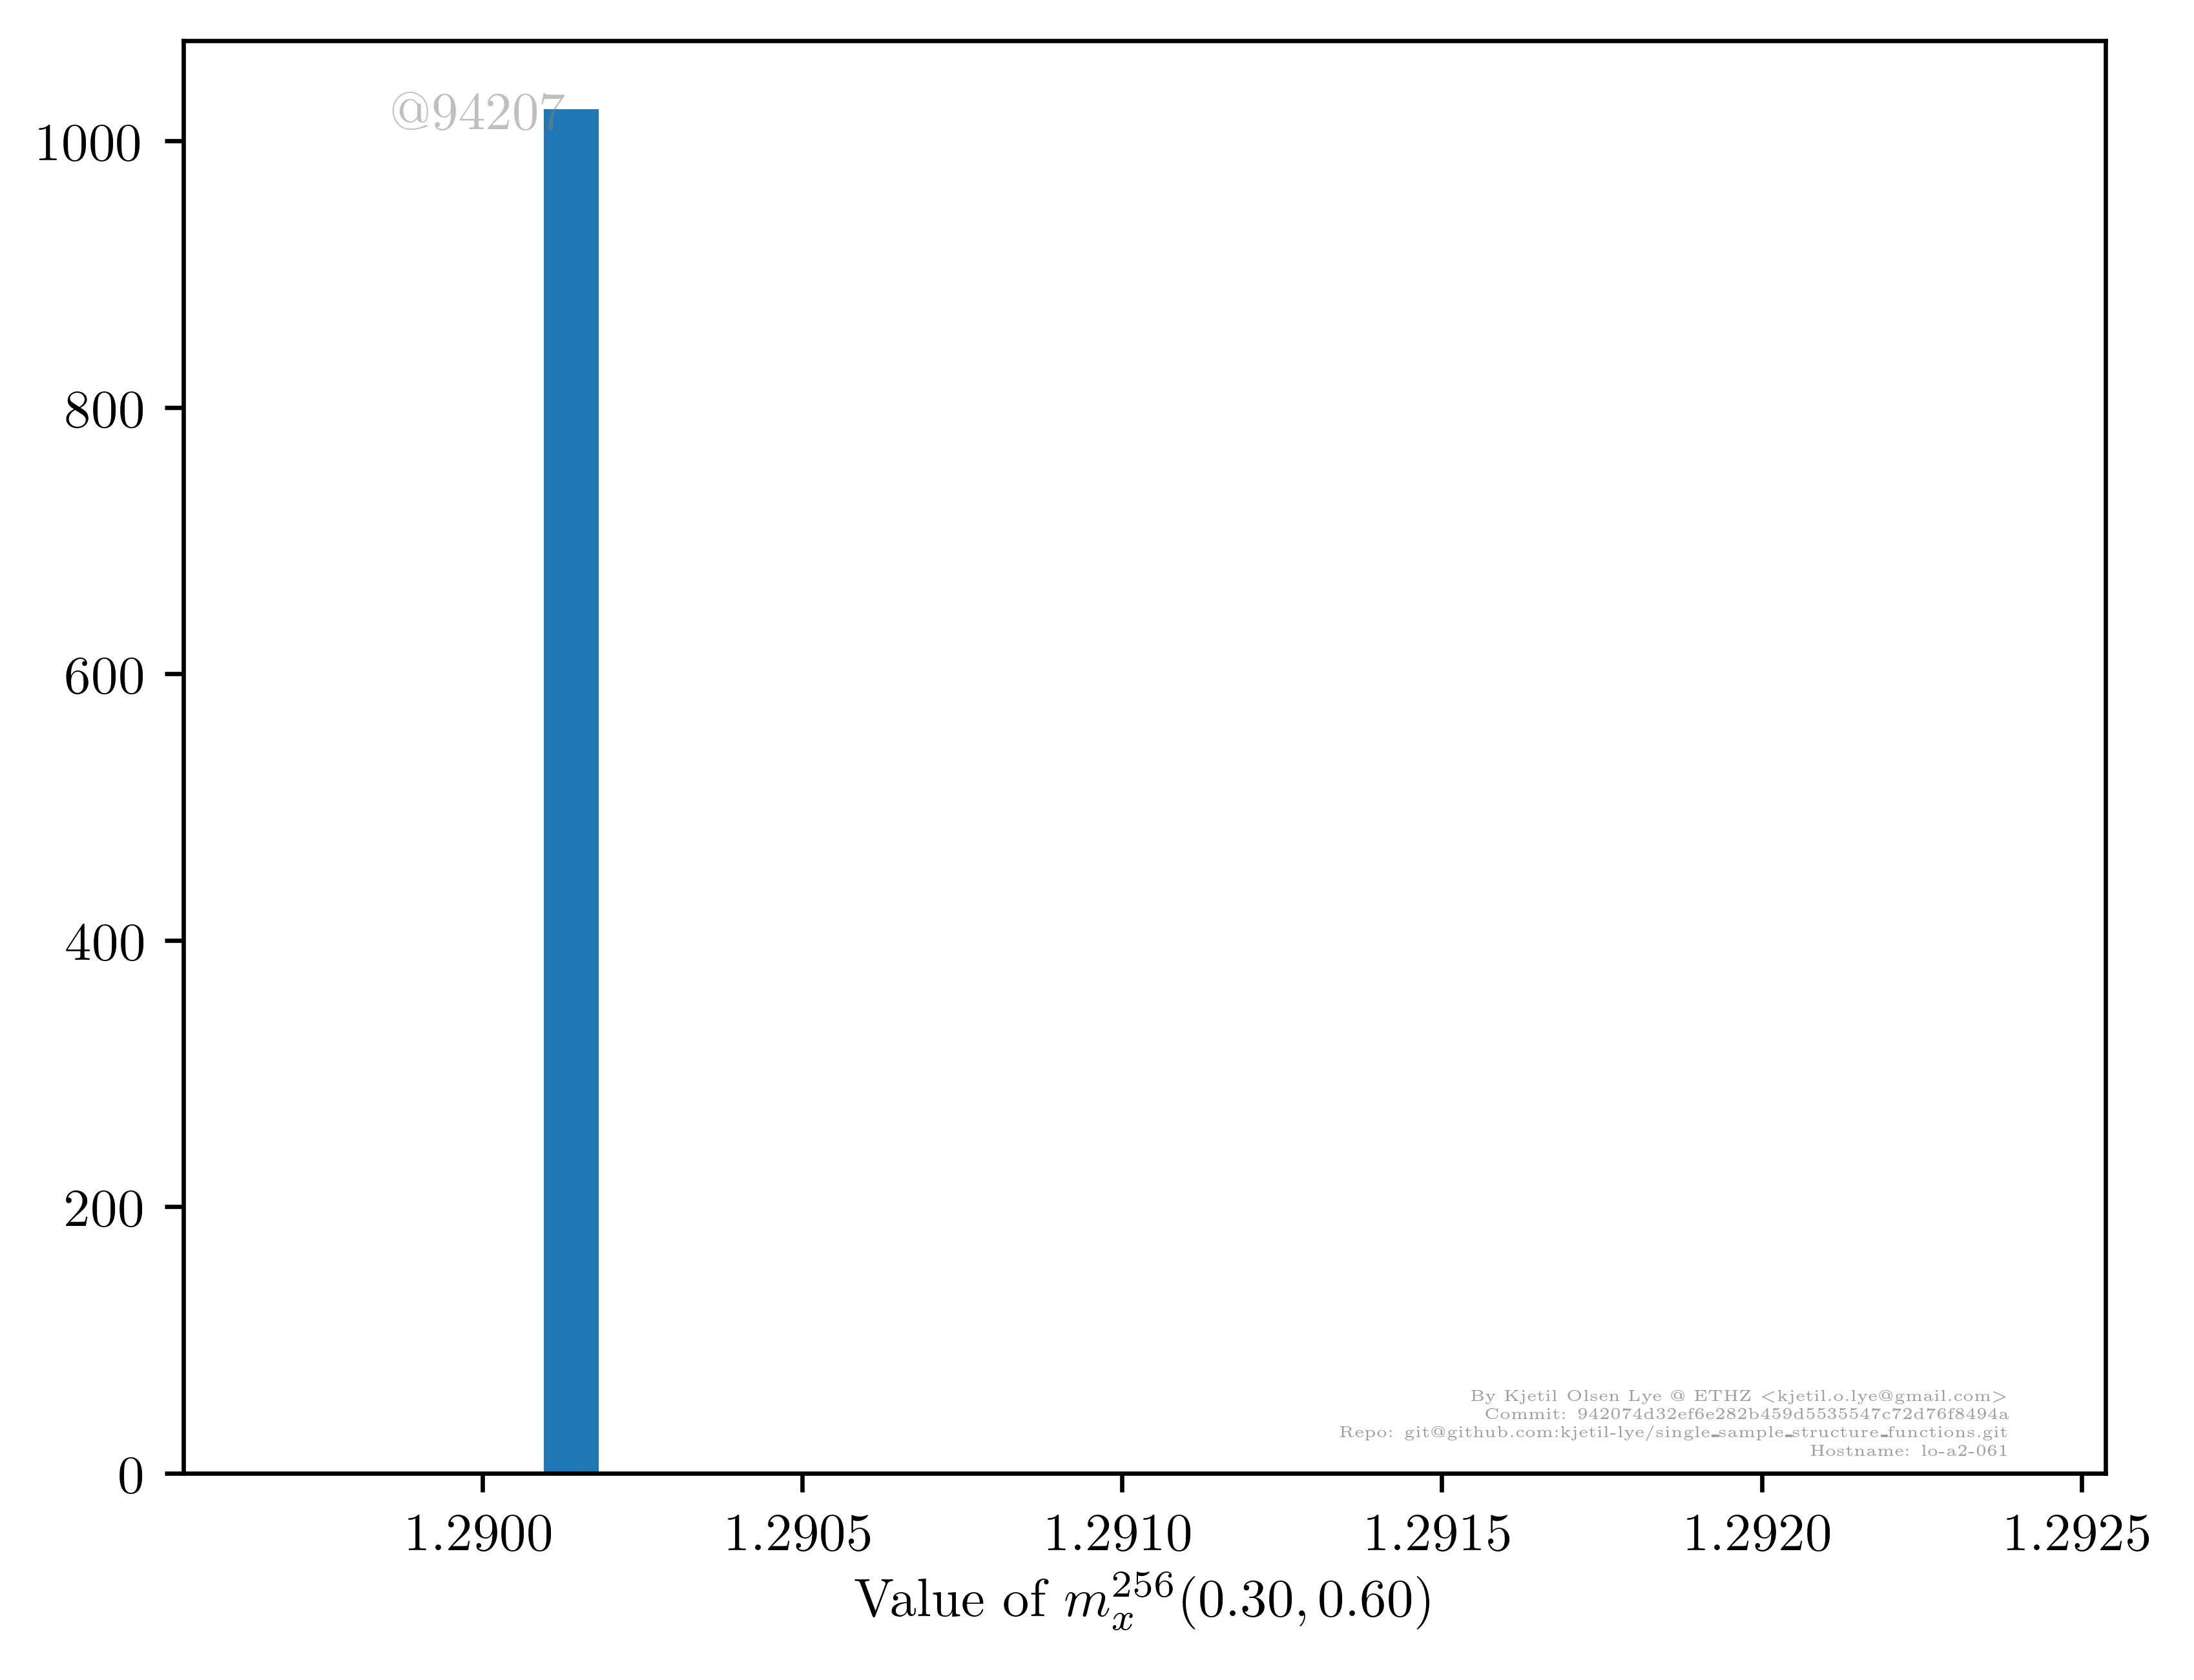 @94207
1000
800
600
400
200
0
By Kjetil Olsen Lye @ ETHZ <kjetil.o.lye@gmail.com>
Commit: 942074d32ef6e282b459d5535547c72d76f8494a
Repo: git@github.com:kjetil-lye/single_sample_structure_functions.git
Hostname: lo-a2-061
1.2900 1.2905 1.2910 1.2915 1.2920 1.2925
Value of $m_x^{256}(0.30, 0.60)$